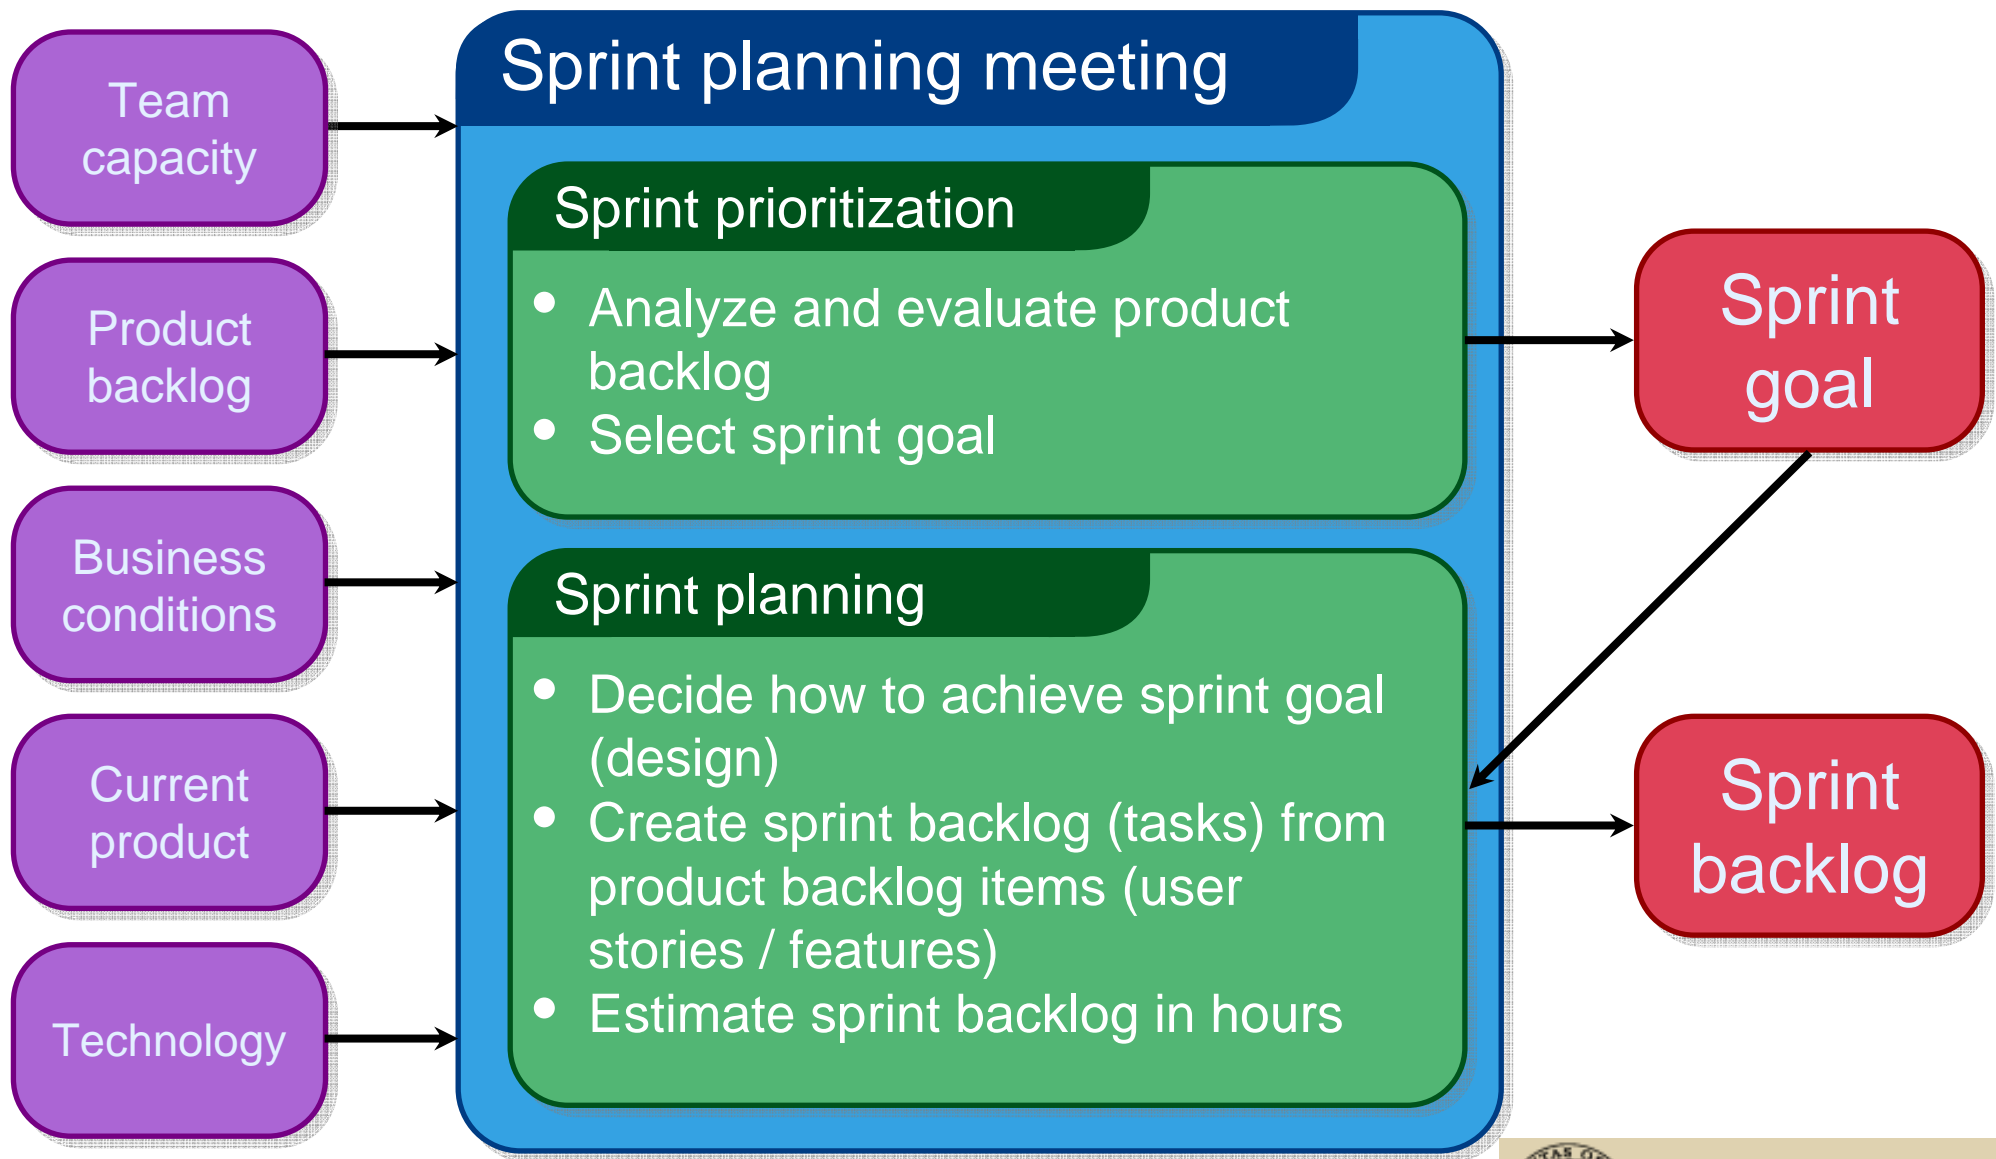 Team
capacity
Product
backlog
Business
conditions
Current
product
Technology
Sprint planning meeting
Sprint prioritization
• Analyze and evaluate product
backlog
• Select sprint goal
Sprint planning
• Decide how to achieve sprint goal
(design)
• Create sprint backlog (tasks) from
product backlog items (user
stories / features)
• Estimate sprint backlog in hours
Sprint
goal
Sprint
backlog